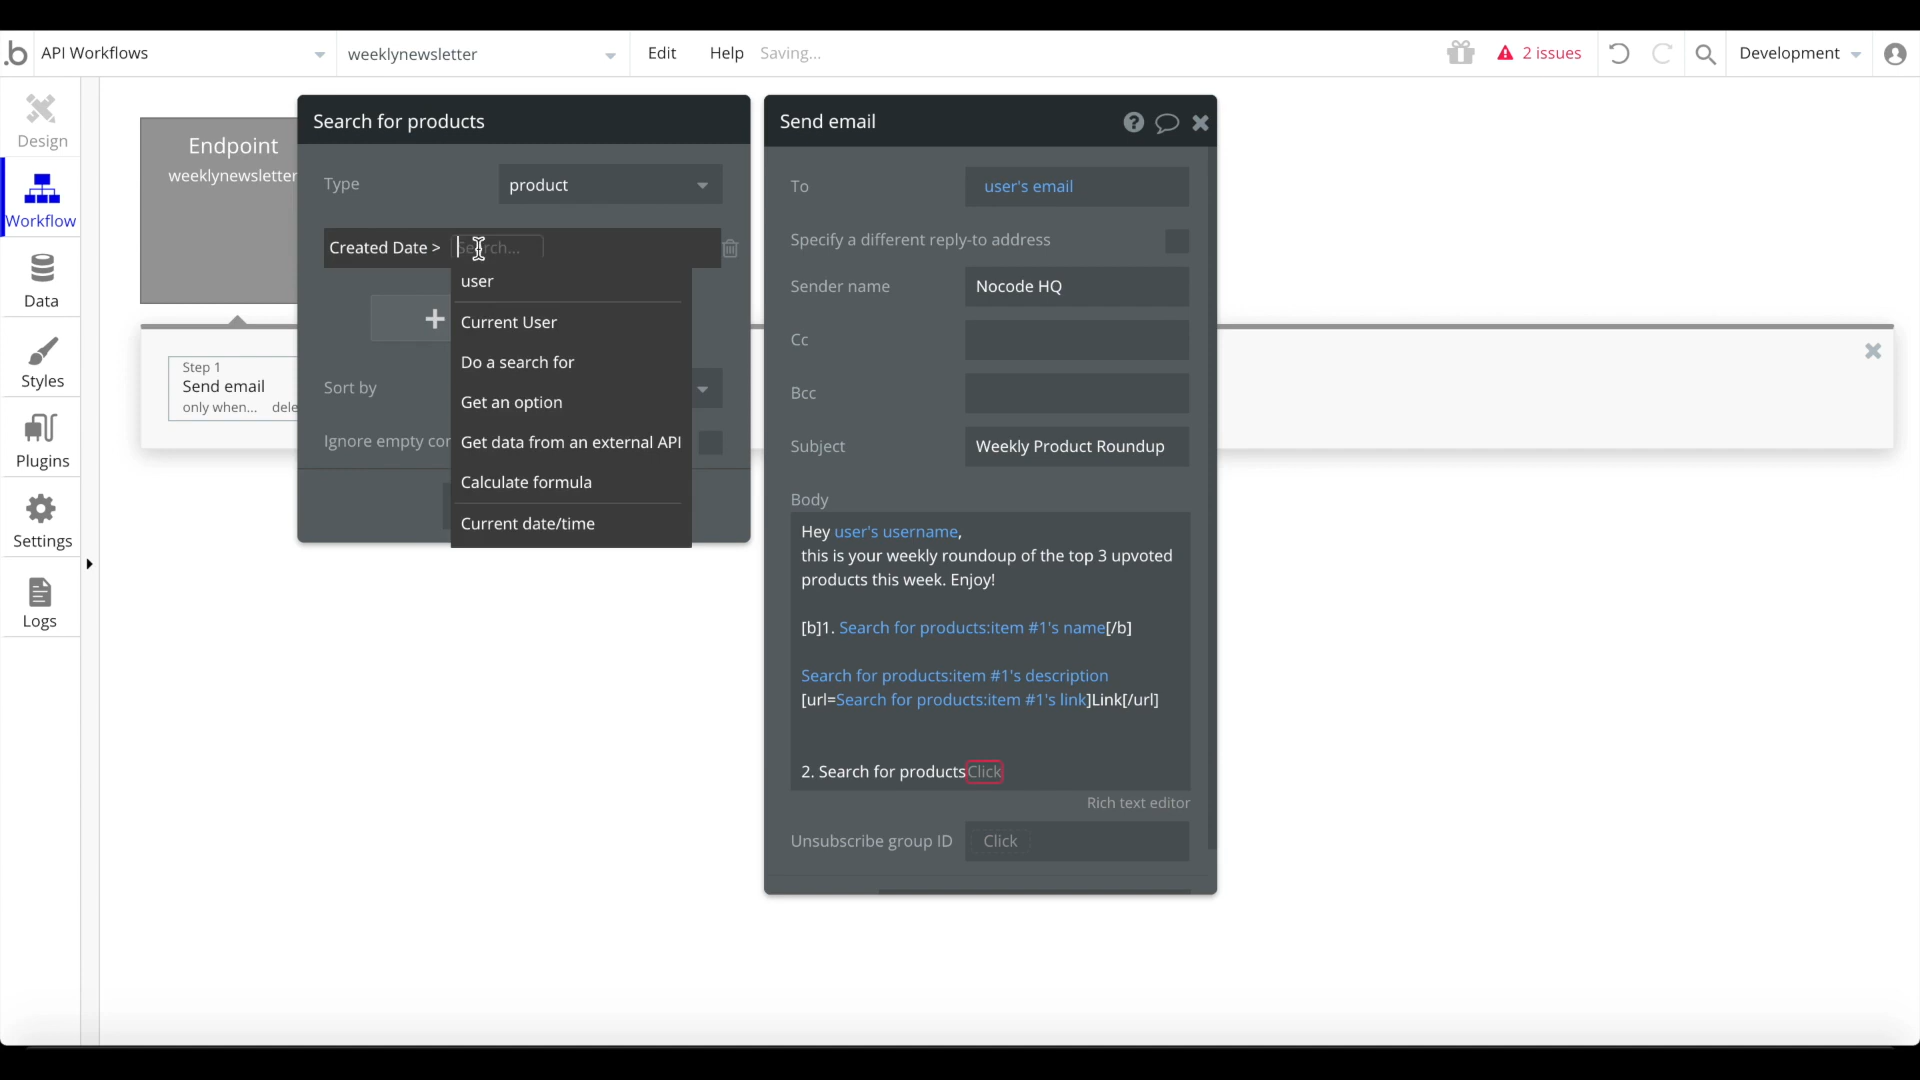 .b API Workflows
weeklynewsletter
Edit
Help
Saving...
2 issues
Development
Design
Workflow
Data
Styles
Plugins
Settings
Logs
Endpoint
weeklynewsletter
Step 1
Send email
only when... dele
Search for products
Type
product
Created Date >
Search...
user
Current User
Do a search for
Get an option
Get data from an external API
Calculate formula
Current date/time
+
Sort by
Ignore empty con
Send email
To
user's email
Specify a different reply-to address
Sender name
Nocode HQ
Cc
Bcc
Subject
Weekly Product Roundup
Body
Hey user's username,
this is your weekly roundup of the top 3 upvoted
products this week. Enjoy!
[b]1. Search for products:item #1's name[/b]
Search for products:item #1's description
[url=Search for products:item #1's link]Link[/url]
2. Search for productsClick
Rich text editor
Unsubscribe group ID
Click